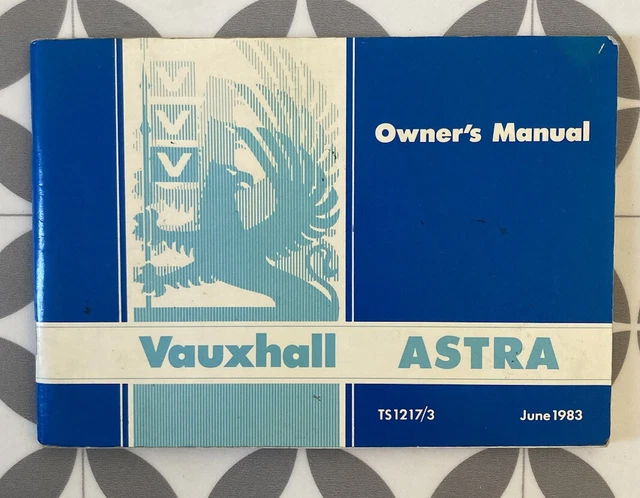 V
V
V
Owner's Manual
Vauxhall ASTRA
TS1217/3 June 1983